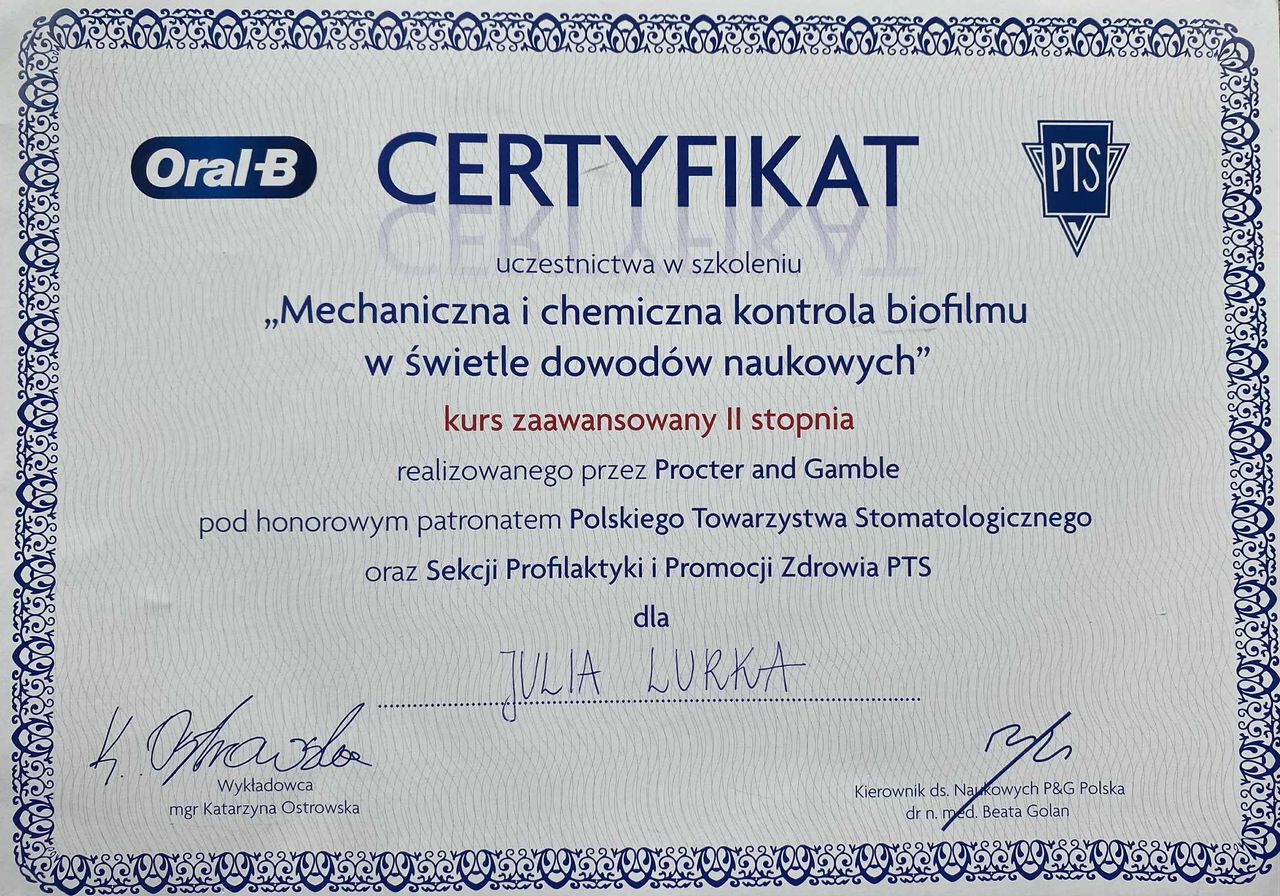 Oral-B
CERTYFIKAT
PTS
uczestnictwa w szkoleniu
„Mechaniczna i chemiczna kontrola biofilmu
w świetle dowodów naukowych”
kurs zaawansowany II stopnia
realizowanego przez Procter and Gamble
pod honorowym patronatem Polskiego Towarzystwa Stomatologicznego
oraz Sekcji Profilaktyki i Promocji Zdrowia PTS
dla
JULIA LURKA
K. Ostrowska
Wykładowca
mgr Katarzyna Ostrowska
Kierownik ds. Naukowych P&G Polska
dr n. med. Beata Golan